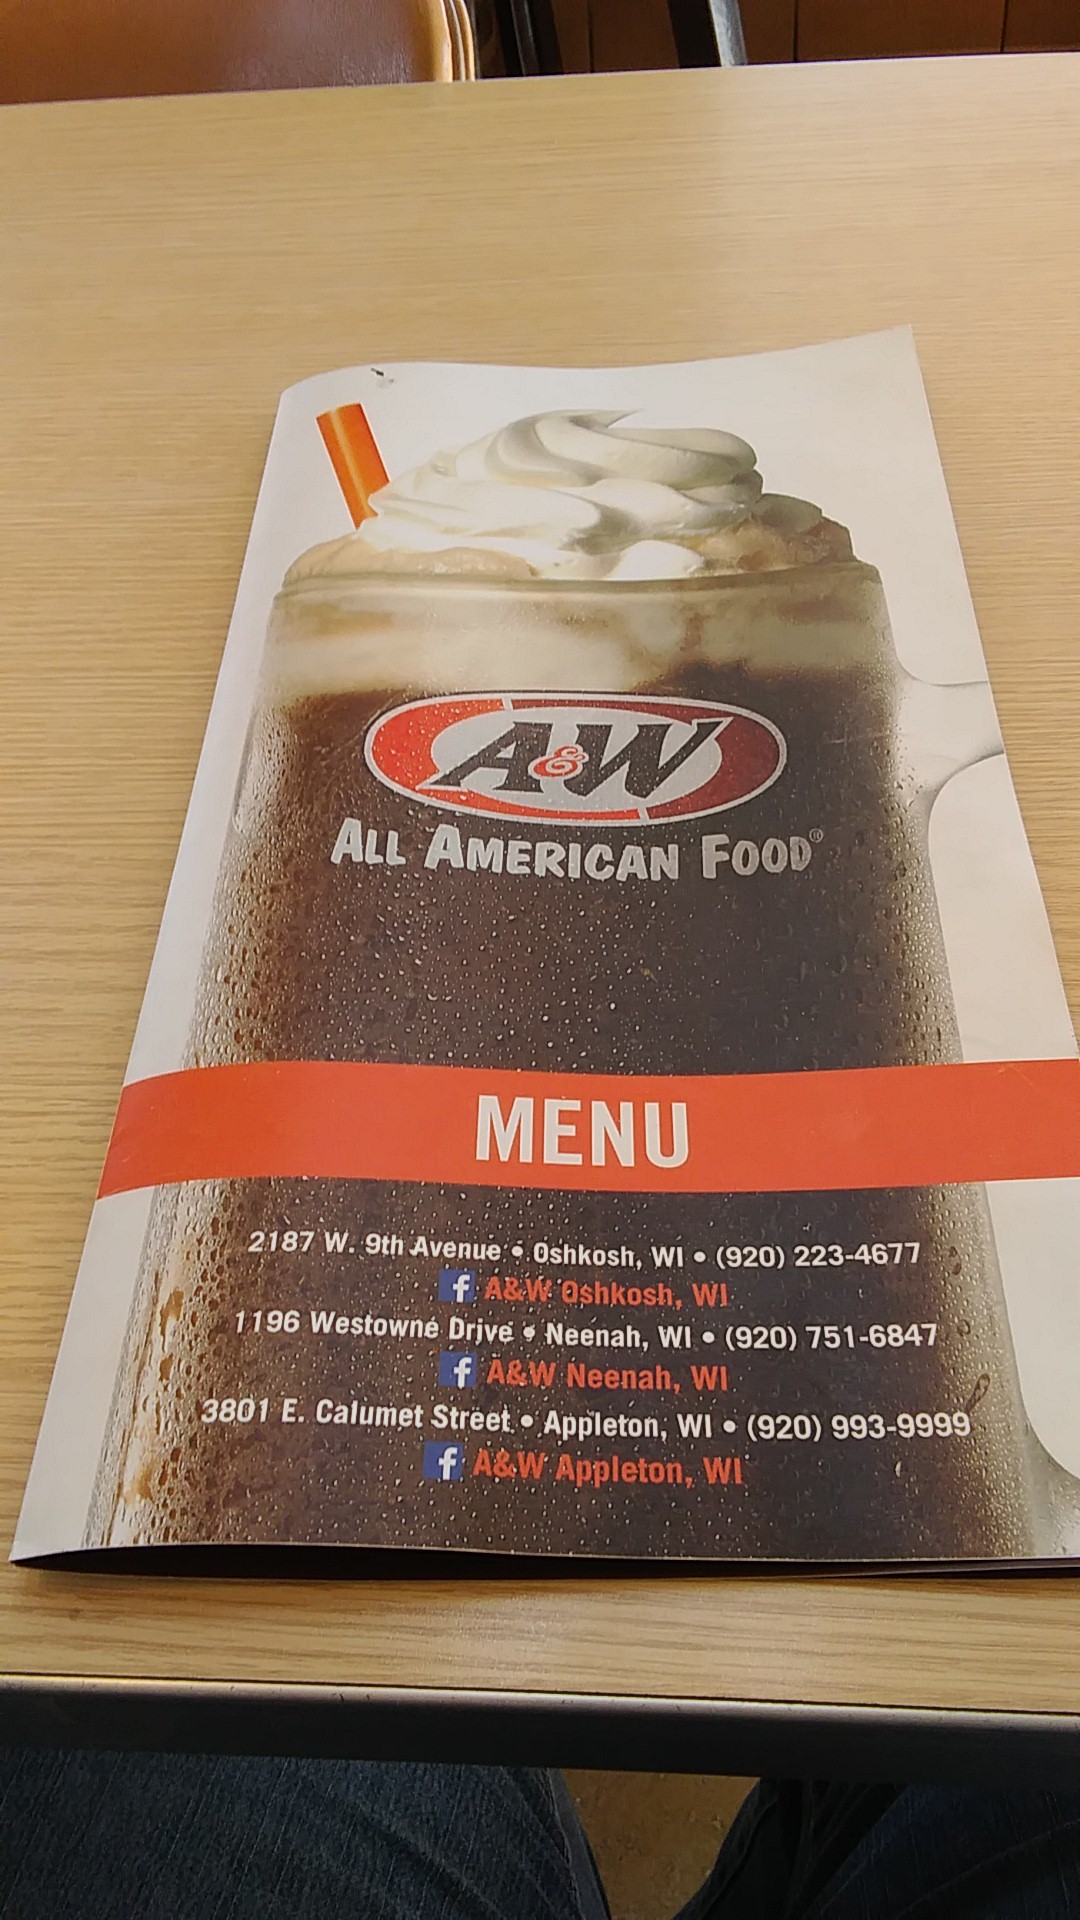 A&W
ALL AMERICAN FOOD®
MENU
2187 W. 9th Avenue • Oshkosh, WI • (920) 223-4677
f A&W Oshkosh, WI
1196 Westowne Drive • Neenah, WI • (920) 751-6847
f A&W Neenah, WI
3801 E. Calumet Street • Appleton, WI • (920) 993-9999
f A&W Appleton, WI